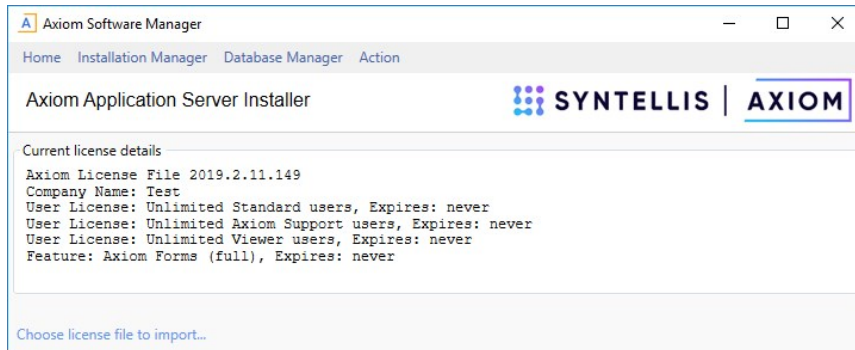 A Axiom Software Manager
Home Installation Manager Database Manager Action
Axiom Application Server Installer
SYNTELLIS | AXIOM
Current license details
Axiom License File 2019.2.11.149
Company Name: Test
User License: Unlimited Standard users, Expires: never
User License: Unlimited Axiom Support users, Expires: never
User License: Unlimited Viewer users, Expires: never
Feature: Axiom Forms (full), Expires: never
Choose license file to import...